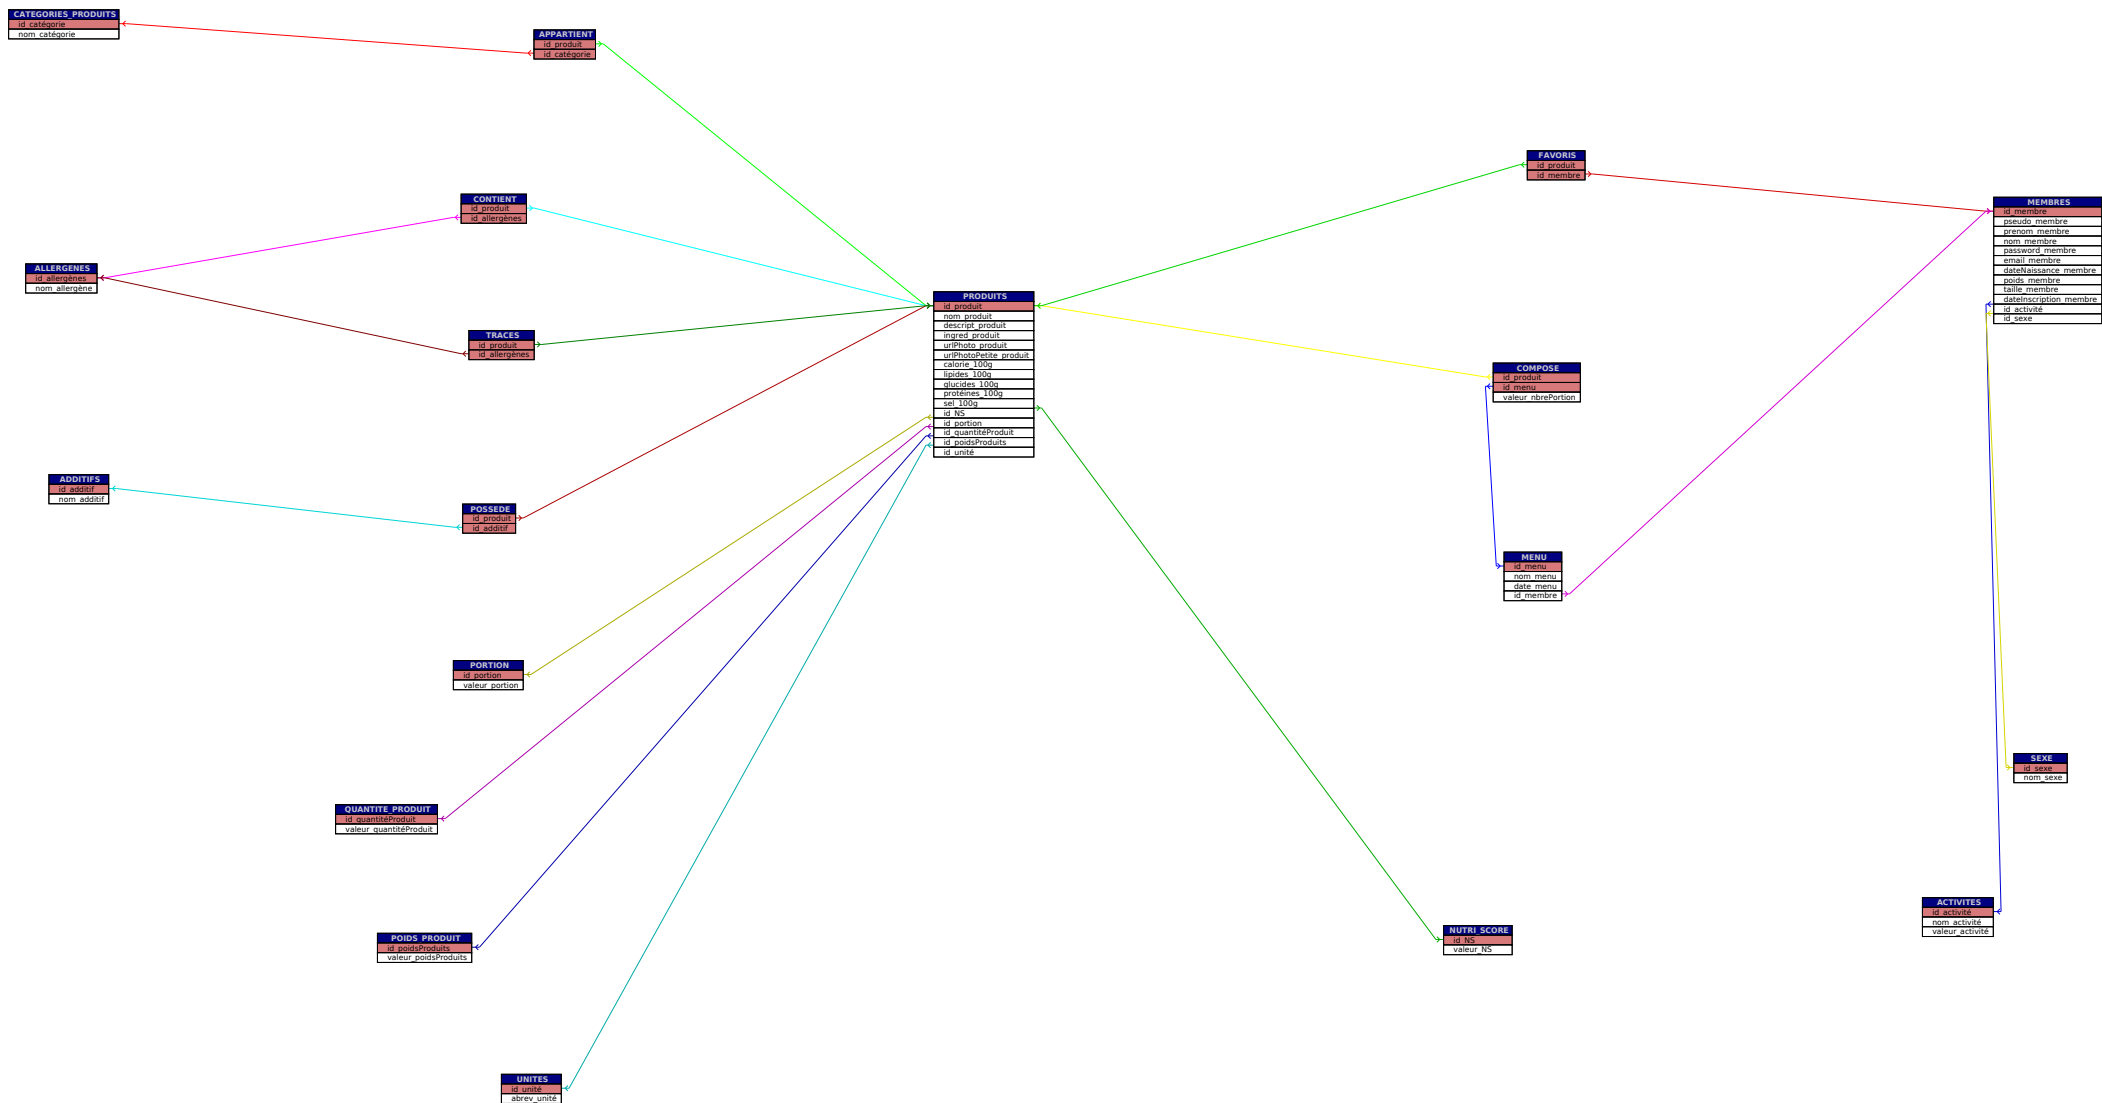 CATEGORIES_PRODUITS
id_catégorie
nom_catégorie
APPARTIENT
id_produit
id_catégorie
FAVORIS
id_produit
id_membre
CONTIENT
id_produit
id_allergènes
MEMBRES
id_membre
pseudo_membre
prenom_membre
nom_membre
password_membre
email_membre
dateNaissance_membre
poids_membre
taille_membre
dateInscription_membre
id_activité
id_sexe
ALLERGENES
id_allergènes
nom_allergène
PRODUITS
id_produit
nom_produit
descript_produit
ingred_produit
urlPhoto_produit
urlPhotoPetite_produit
calorie_100g
lipides_100g
glucides_100g
protéines_100g
sel_100g
id_NS
id_portion
id_quantitéProduit
id_poidsProduits
id_unité
TRACES
id_produit
id_allergènes
COMPOSE
id_produit
id_menu
valeur_nbrePortion
ADDITIFS
id_additif
nom_additif
POSSEDE
id_produit
id_additif
MENU
id_menu
nom_menu
date_menu
id_membre
PORTION
id_portion
valeur_portion
SEXE
id_sexe
nom_sexe
QUANTITE_PRODUIT
id_quantitéProduit
valeur_quantitéProduit
ACTIVITES
id_activité
nom_activité
valeur_activité
NUTRI_SCORE
id_NS
valeur_NS
POIDS_PRODUIT
id_poidsProduits
valeur_poidsProduits
UNITES
id_unité
abrev_unité